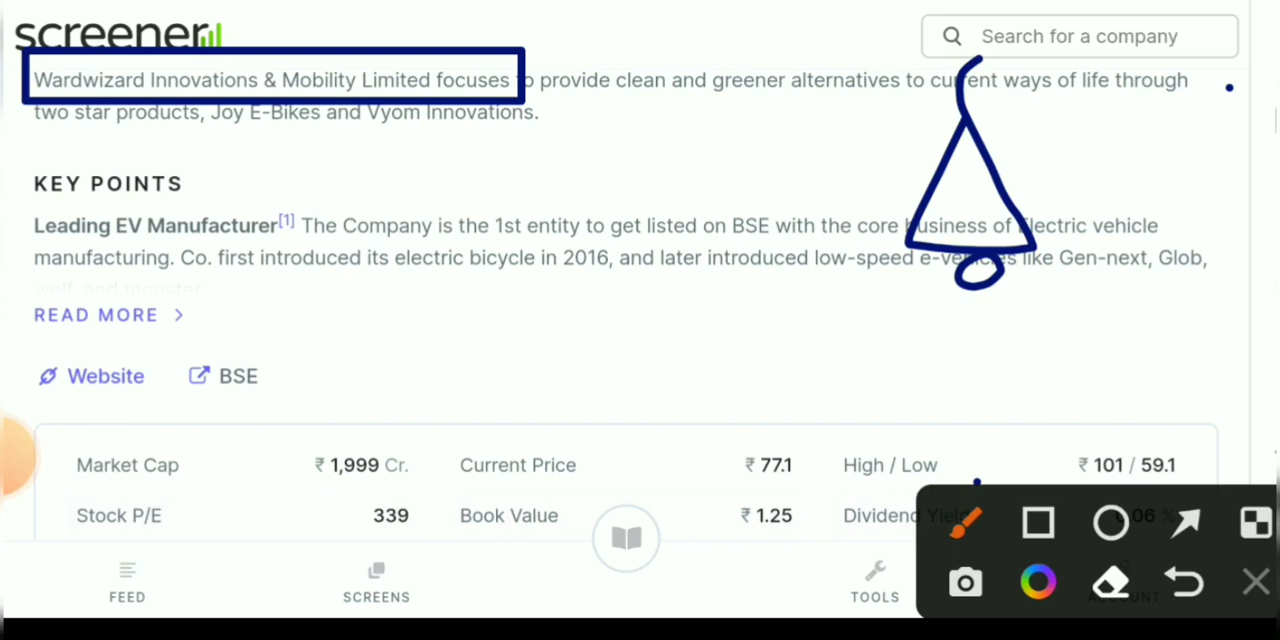 screener
Search for a company
Wardwizard Innovations & Mobility Limited focuses to provide clean and greener alternatives to current ways of life through
two star products, Joy E-Bikes and Vyom Innovations.
KEY POINTS
Leading EV Manufacturer[1] The Company is the 1st entity to get listed on BSE with the core business of Electric vehicle
manufacturing. Co. first introduced its electric bicycle in 2016, and later introduced low-speed e-vehicles like Gen-next, Glob,
wolf, and monster
READ MORE
Website BSE
Market Cap ₹ 1,999 Cr. Current Price ₹ 77.1 High / Low ₹ 101 / 59.1
Stock P/E 339 Book Value ₹ 1.25 Dividend Yield
FEED SCREENS TOOLS